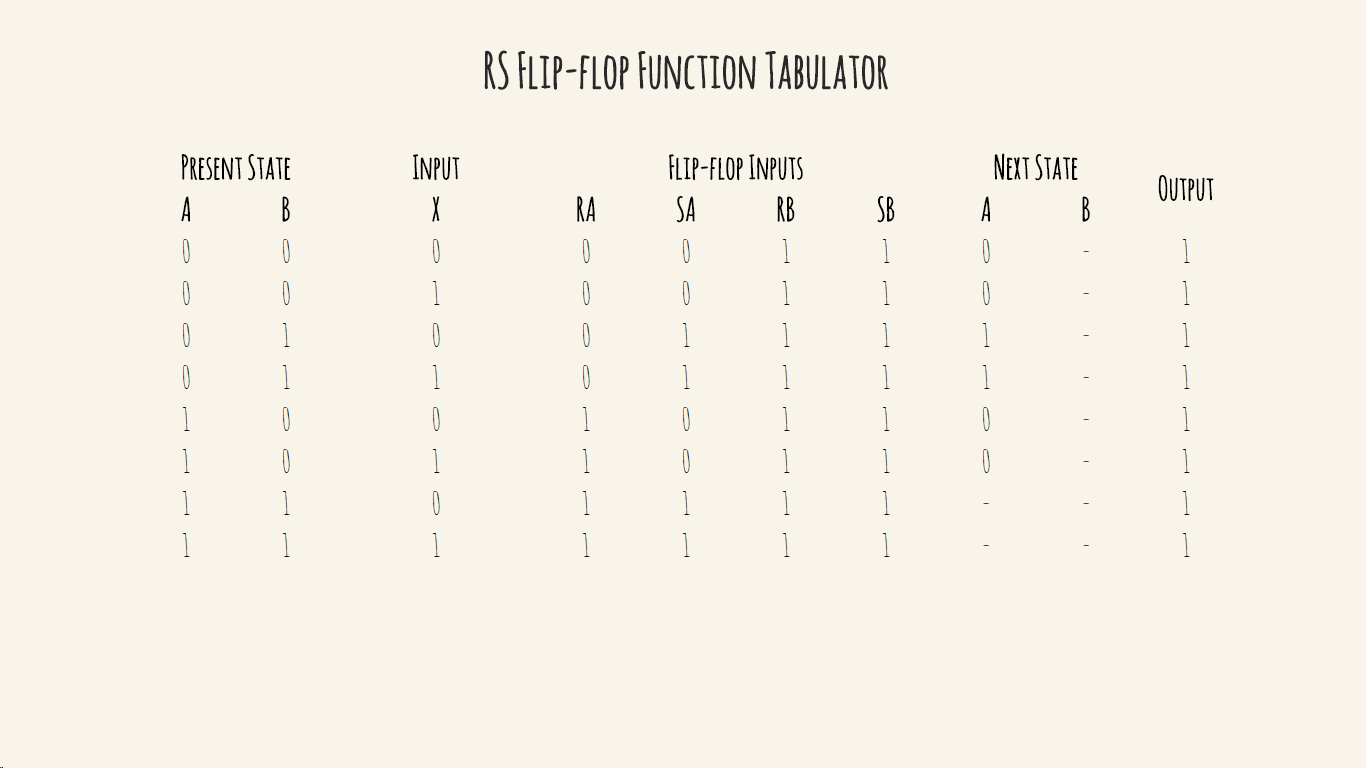 RS Flip-flop Function Tabulator
Present State Input Flip-flop Inputs Next State Output
A B X RA SA RB SB A B
0 0 0 0 0 1 1 0 - 1
0 0 1 0 0 1 1 0 - 1
0 1 0 0 1 1 1 1 - 1
0 1 1 0 1 1 1 1 - 1
1 0 0 1 0 1 1 0 - 1
1 0 1 1 0 1 1 0 - 1
1 1 0 1 1 1 1 - - 1
1 1 1 1 1 1 1 - - 1